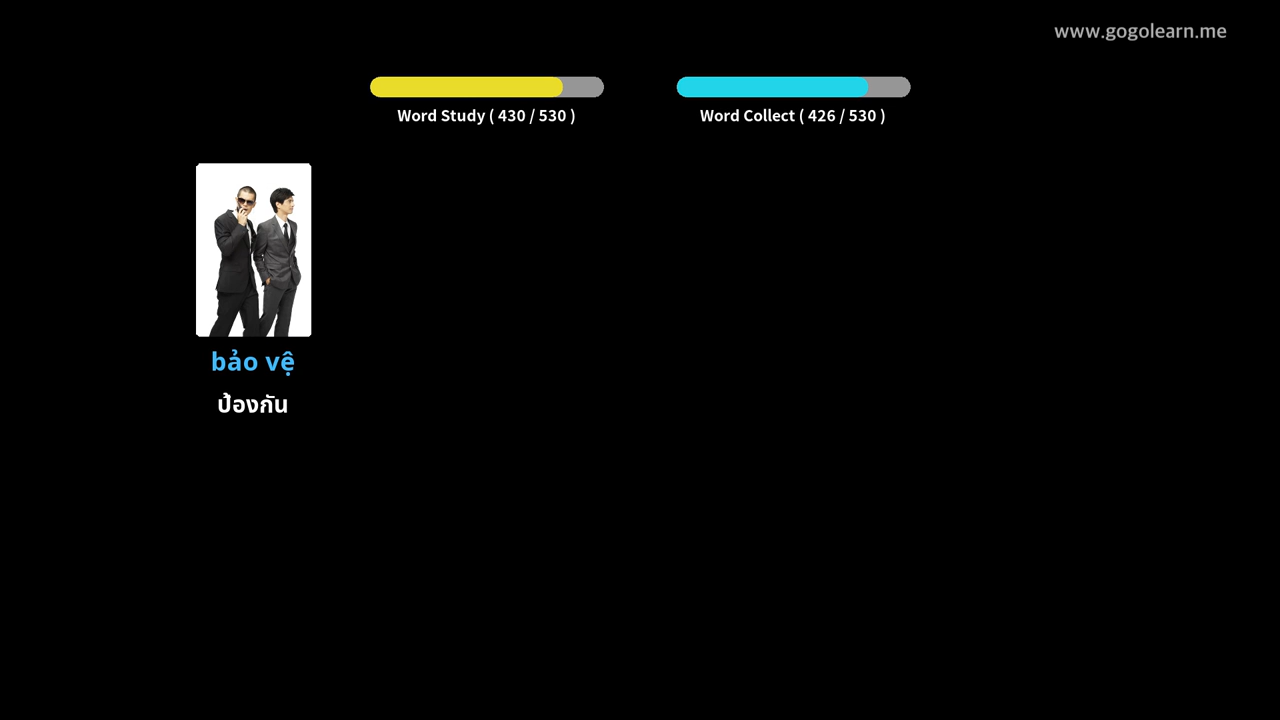 www.gogolearn.me
Word Study ( 430 / 530 )
Word Collect ( 426 / 530 )
bảo vệ
ป้องกัน